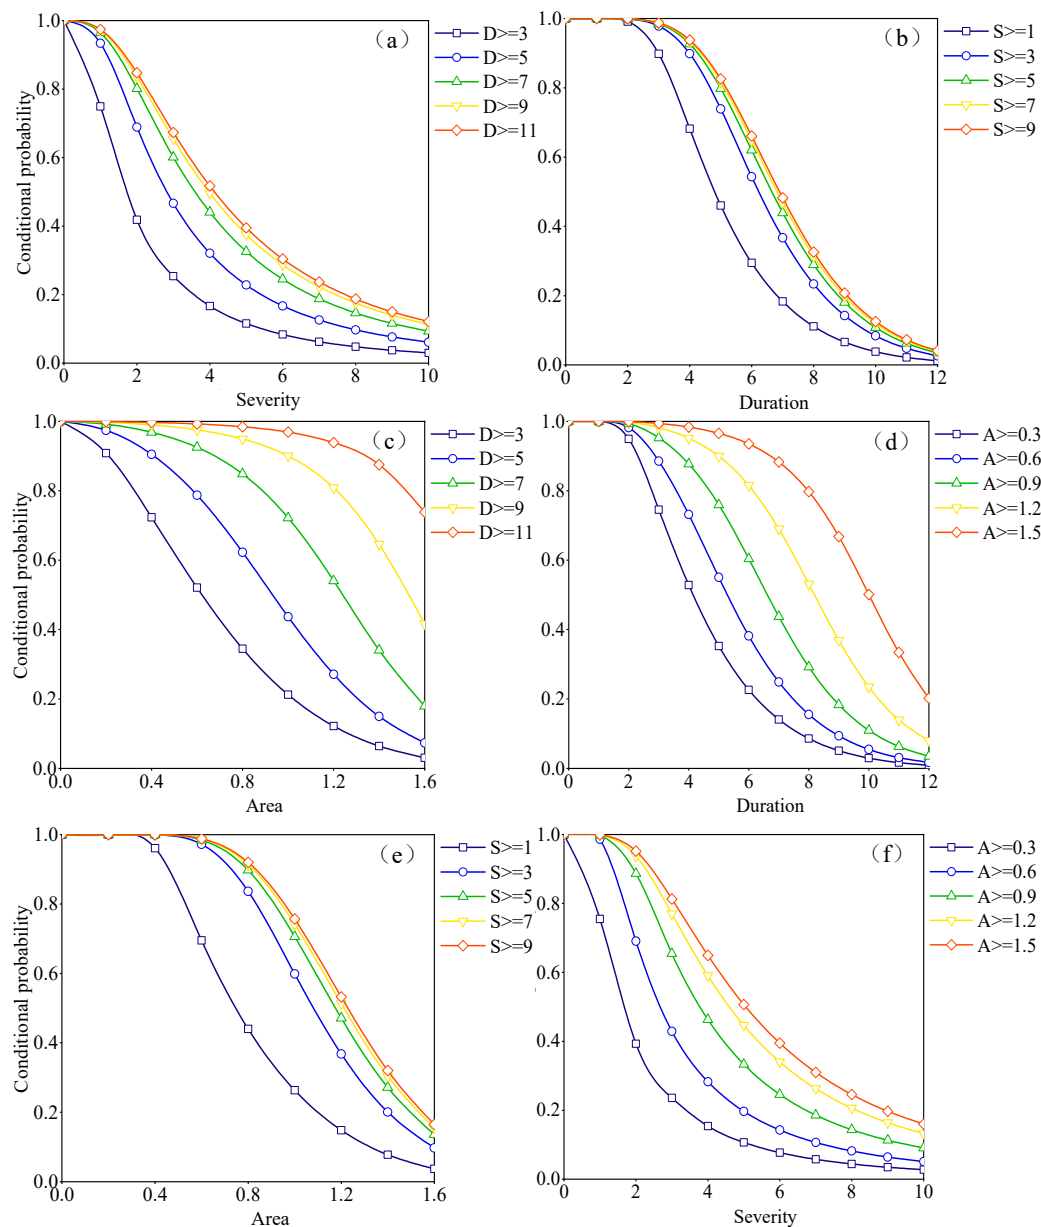 (a)
Conditional probability
1.0
0.8
0.6
0.4
0.2
0.0
0 2 4 6 8 10
Severity
D>=3
D>=5
D>=7
D>=9
D>=11
(b)
1.0
0.8
0.6
0.4
0.2
0.0
0 2 4 6 8 10 12
Duration
S>=1
S>=3
S>=5
S>=7
S>=9
(c)
Conditional probability
1.0
0.8
0.6
0.4
0.2
0.0
0.0 0.4 0.8 1.2 1.6
Area
D>=3
D>=5
D>=7
D>=9
D>=11
(d)
1.0
0.8
0.6
0.4
0.2
0.0
0 2 4 6 8 10 12
Duration
A>=0.3
A>=0.6
A>=0.9
A>=1.2
A>=1.5
(e)
Conditional probability
1.0
0.8
0.6
0.4
0.2
0.0
0.0 0.4 0.8 1.2 1.6
Area
S>=1
S>=3
S>=5
S>=7
S>=9
(f)
1.0
0.8
0.6
0.4
0.2
0.0
0 2 4 6 8 10
Severity
A>=0.3
A>=0.6
A>=0.9
A>=1.2
A>=1.5